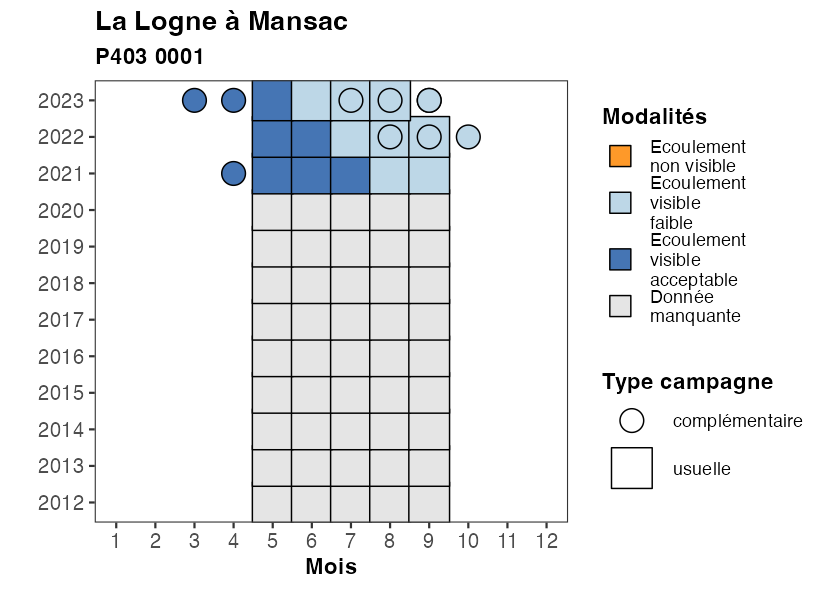 La Logne à Mansac
P403 0001
2023
2022
2021
2020
2019
2018
2017
2016
2015
2014
2013
2012
1 2 3 4 5 6 7 8 9 10 11 12
Mois
Modalités
Ecoulement
non visible
Ecoulement
visible
faible
Ecoulement
visible
acceptable
Donnée
manquante
Type campagne
complémentaire
usuelle